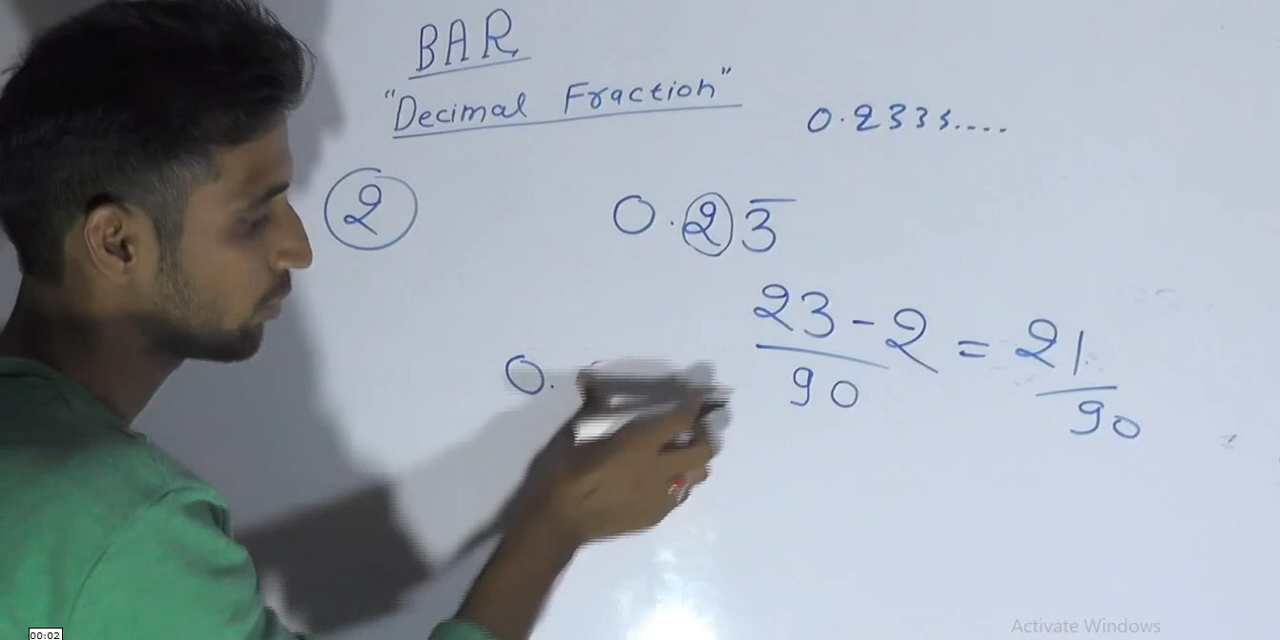 BAR
"Decimal Fraction"
0.2333....
2
0.23̅
23-2 = 21
90 90
0.
00:02
Activate Windows